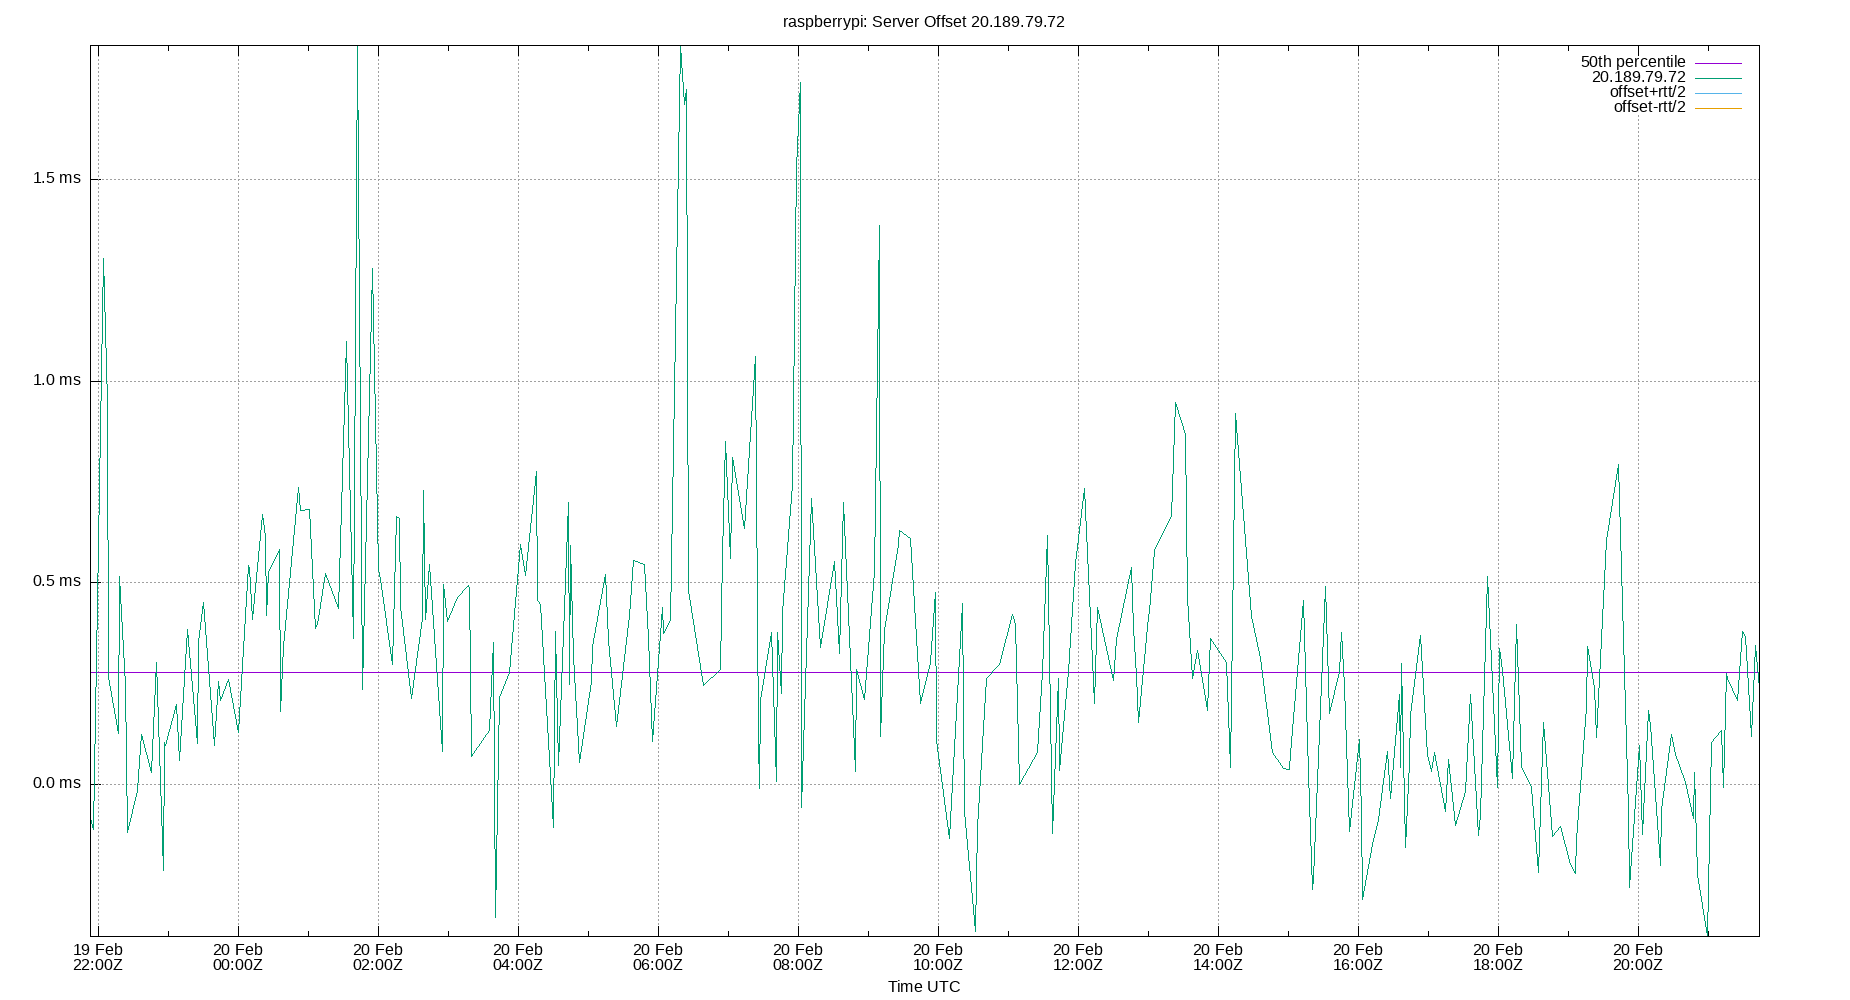 raspberrypi: Server Offset 20.189.79.72
50th percentile
20.189.79.72
offset+rtt/2
offset-rtt/2
1.5 ms
1.0 ms
0.5 ms
0.0 ms
19 Feb 20 Feb 20 Feb 20 Feb 20 Feb 20 Feb 20 Feb 20 Feb 20 Feb 20 Feb 20 Feb 20 Feb
22:00Z 00:00Z 02:00Z 04:00Z 06:00Z 08:00Z 10:00Z 12:00Z 14:00Z 16:00Z 18:00Z 20:00Z
Time UTC